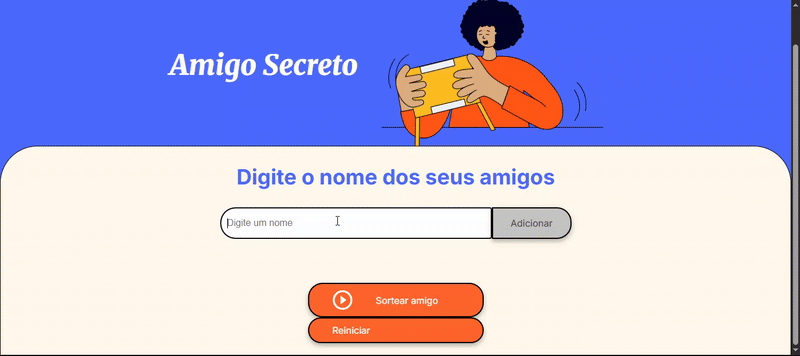 Amigo Secreto
Digite o nome dos seus amigos
Digite um nome
Adicionar
Sortear amigo
Reiniciar